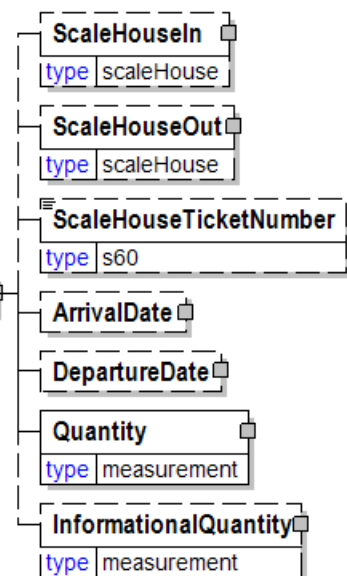 ScaleHouseIn
type scaleHouse
ScaleHouseOut
type scaleHouse
ScaleHouseTicketNumber
type s60
ArrivalDate
DepartureDate
Quantity
type measurement
InformationalQuantity
type measurement